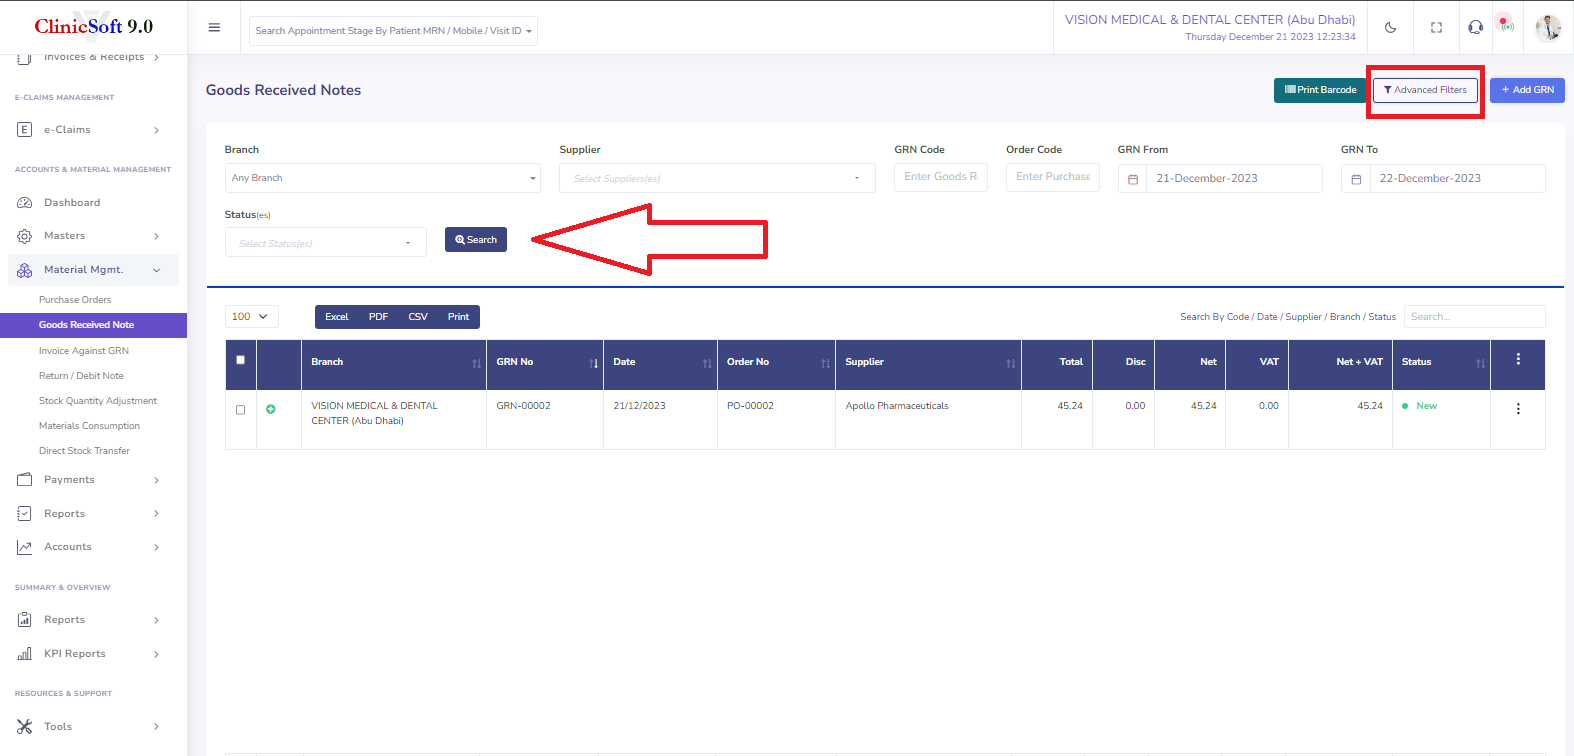 ClinicSoft 9.0
Search Appointment Stage By Patient MRN / Mobile / Visit ID
VISION MEDICAL & DENTAL CENTER (Abu Dhabi)
Thursday December 21 2023 12:23:34
Invoices & Receipts
E-CLAIMS MANAGEMENT
e-Claims
ACCOUNTS & MATERIAL MANAGEMENT
Dashboard
Masters
Material Mgmt.
Purchase Orders
Goods Received Note
Invoice Against GRN
Return / Debit Note
Stock Quantity Adjustment
Materials Consumption
Direct Stock Transfer
Payments
Reports
Accounts
SUMMARY & OVERVIEW
Reports
KPI Reports
RESOURCES & SUPPORT
Tools
Goods Received Notes
Print Barcode
Advanced Filters
+ Add GRN
Branch Supplier GRN Code Order Code GRN From GRN To
Any Branch Select Suppliers(es) Enter Goods R Enter Purchase 21-December-2023 22-December-2023
Status(es)
Select Status(es) Search
100 Excel PDF CSV Print Search By Code / Date / Supplier / Branch / Status Search...
Branch GRN No Date Order No Supplier Total Disc Net VAT Net + VAT Status
VISION MEDICAL & DENTAL GRN-00002 21/12/2023 PO-00002 Apollo Pharmaceuticals 45.24 0.00 45.24 0.00 45.24 New
CENTER (Abu Dhabi)